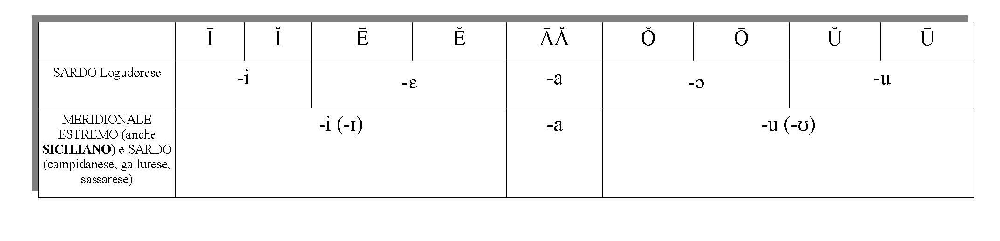 Ī Ĭ Ē Ĕ ĀĂ Ŏ Ō Ŭ Ū
SARDO Logudorese -i -ɛ -a -ɔ -u
MERIDIONALE -i (-ɪ) -a -u (-ʊ)
ESTREMO (anche
SICILIANO) e SARDO
(campidanese, gallurese,
sassarese)